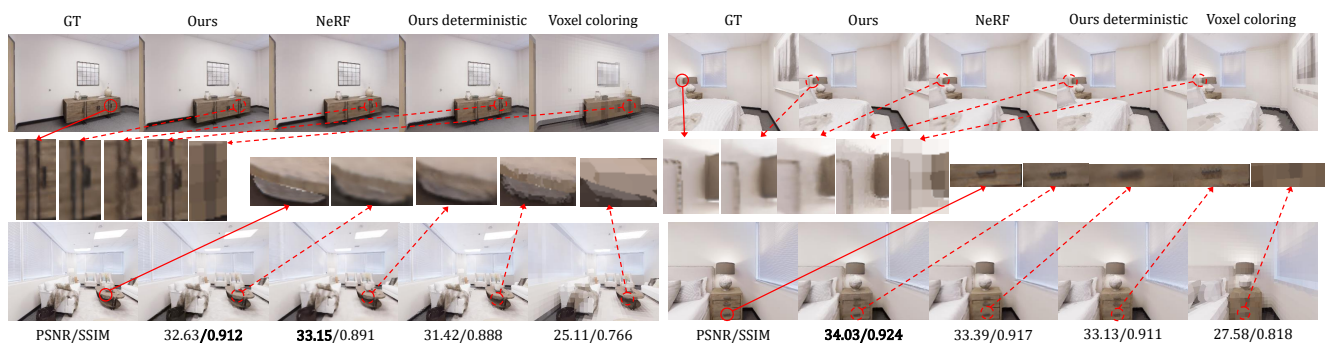 GT Ours NeRF Ours deterministic Voxel coloring GT Ours NeRF Ours deterministic Voxel coloring
PSNR/SSIM 32.63/0.912 33.15/0.891 31.42/0.888 25.11/0.766 PSNR/SSIM 34.03/0.924 33.39/0.917 33.13/0.911 27.58/0.818